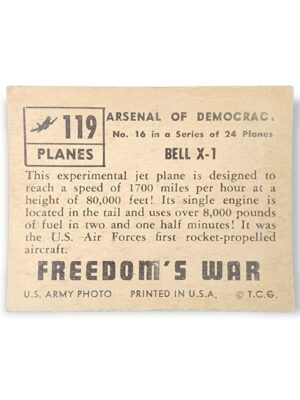 119
PLANES
ARSENAL OF DEMOCRAC.
No. 16 in a Series of 24 Planes
BELL X-1
This experimental jet plane is designed to
reach a speed of 1700 miles per hour at a
height of 80,000 feet! Its single engine is
located in the tail and uses over 8,000 pounds
of fuel in two and one half minutes! It was
the U.S. Air Forces first rocket-propelled
aircraft.
FREEDOM'S WAR
U.S. ARMY PHOTO PRINTED IN U.S.A. © T.C.G.